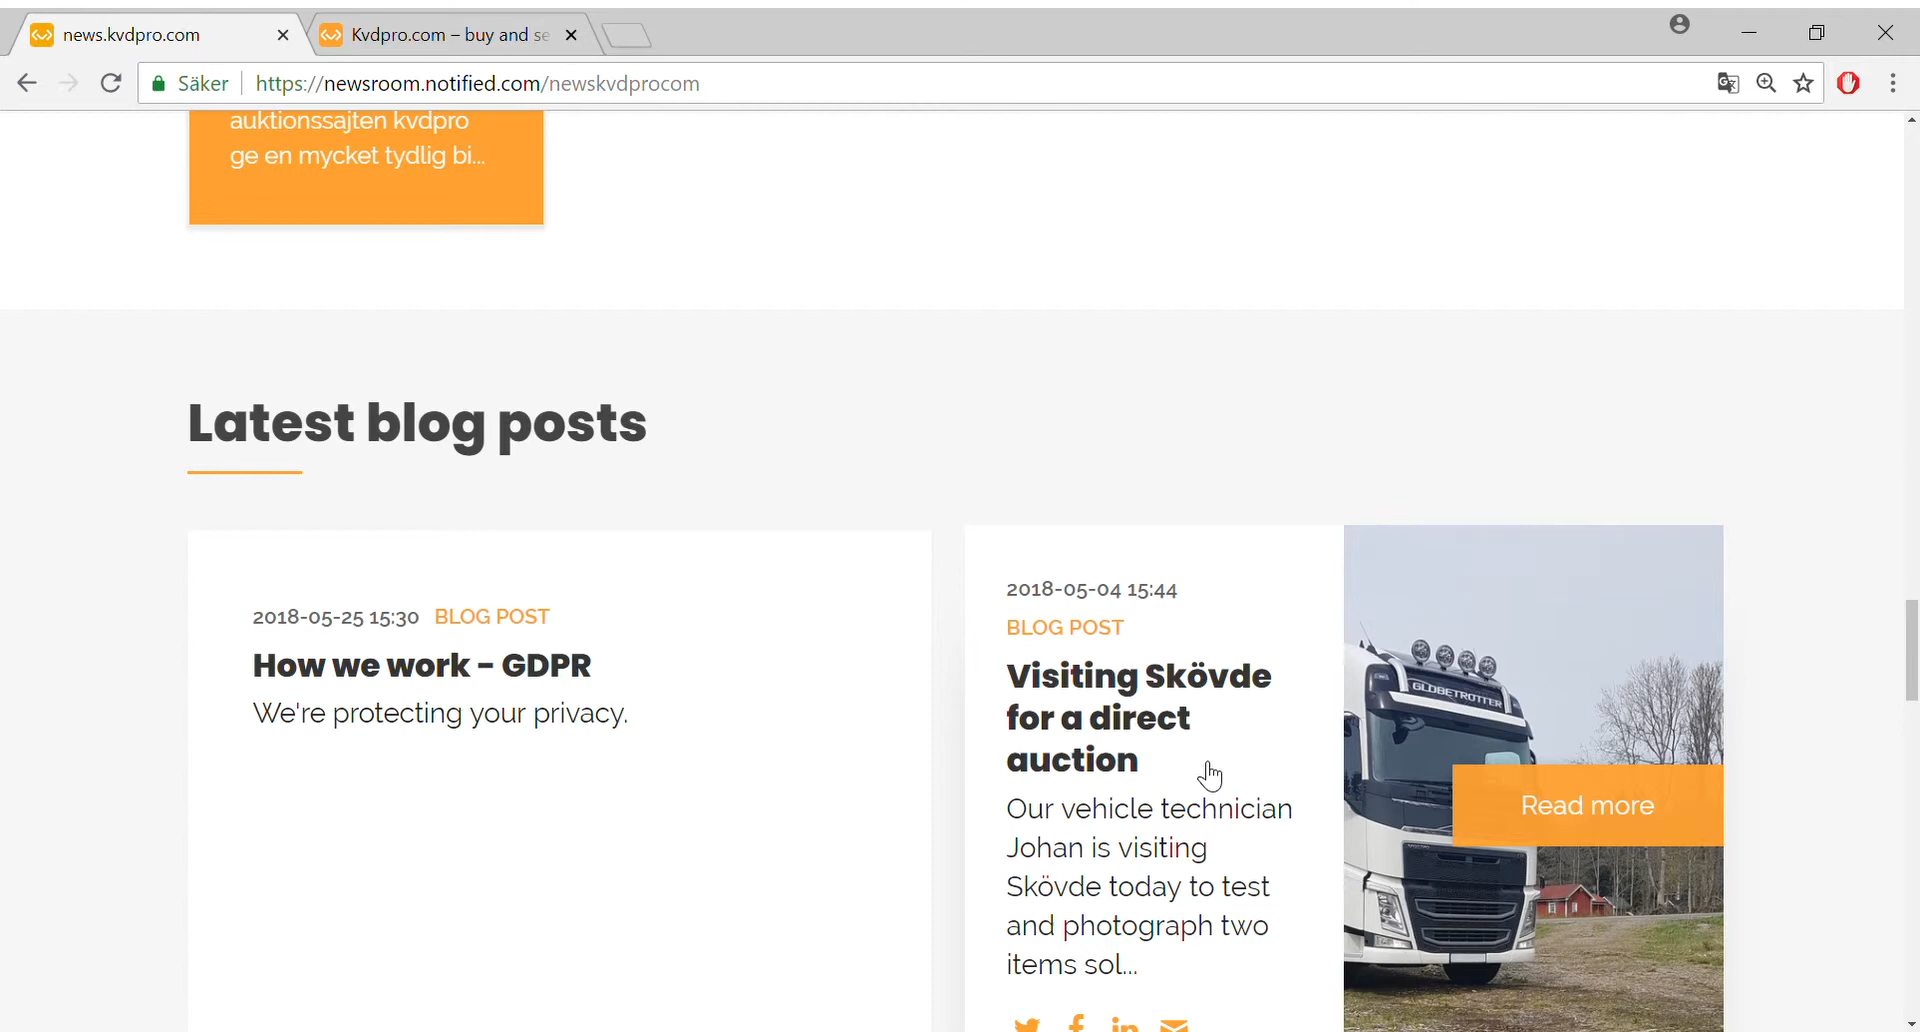 news.kvdpro.com
Kvdpro.com – buy and se
Säker
https://newsroom.notified.com/newskvdprocom
auktionssajten kvdpro
ge en mycket tydlig bi...
Latest blog posts
2018-05-25 15:30 BLOG POST
How we work - GDPR
We're protecting your privacy.
2018-05-04 15:44
BLOG POST
Visiting Skövde
for a direct
auction
Our vehicle technician
Johan is visiting
Skövde today to test
and photograph two
items sol...
GLOBETROTTER
Read more